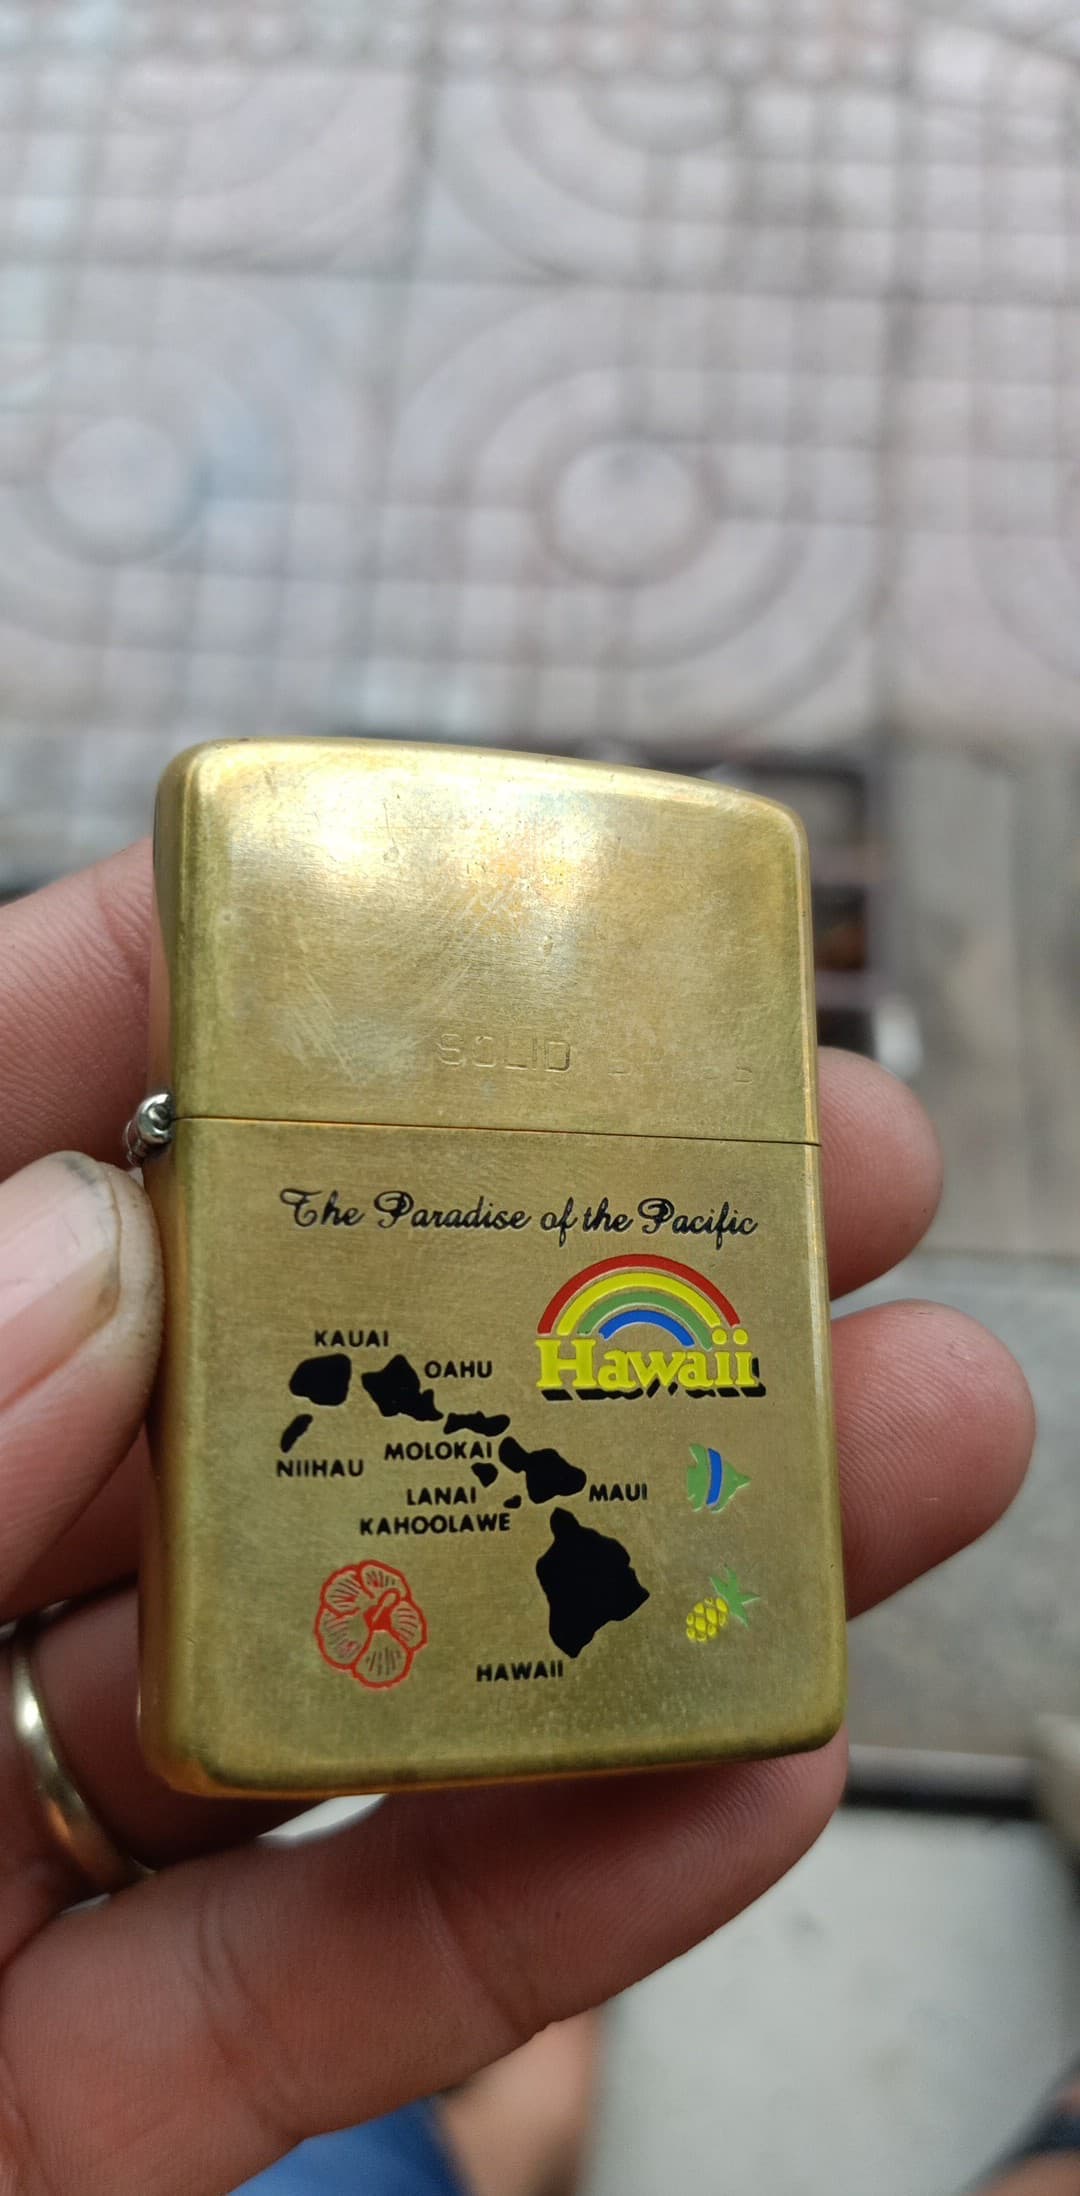 SOLID
The Paradise of the Pacific
Hawaii
KAUAI
OAHU
MOLOKAI
NIIHAU
LANAI
MAUI
KAHOOLAWE
HAWAII